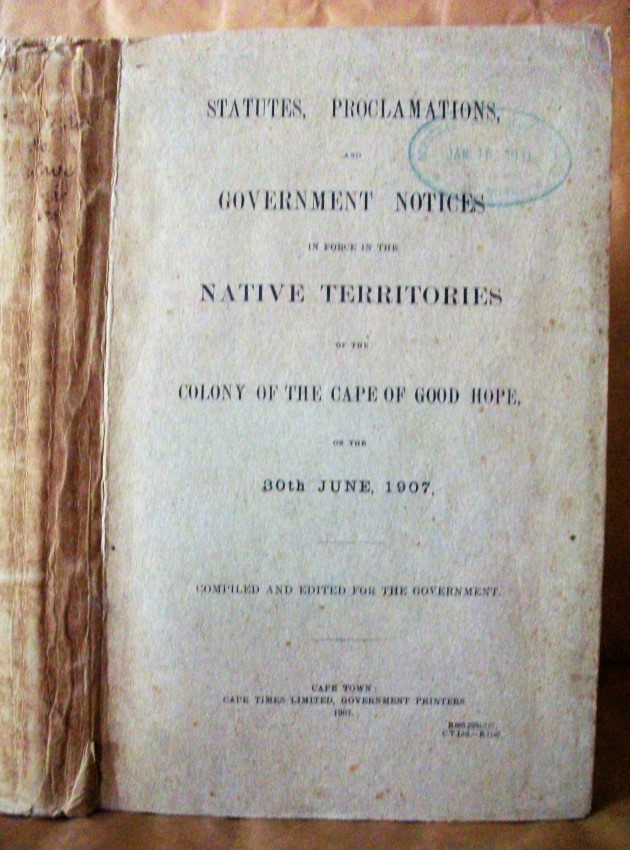 STATUTES, PROCLAMATIONS,
AND
GOVERNMENT NOTICES
IN FORCE IN THE
NATIVE TERRITORIES
OF THE
COLONY OF THE CAPE OF GOOD HOPE,
ON THE
30th JUNE, 1907,
COMPILED AND EDITED FOR THE GOVERNMENT.
CAPE TOWN:
CAPE TIMES LIMITED, GOVERNMENT PRINTERS
1907.